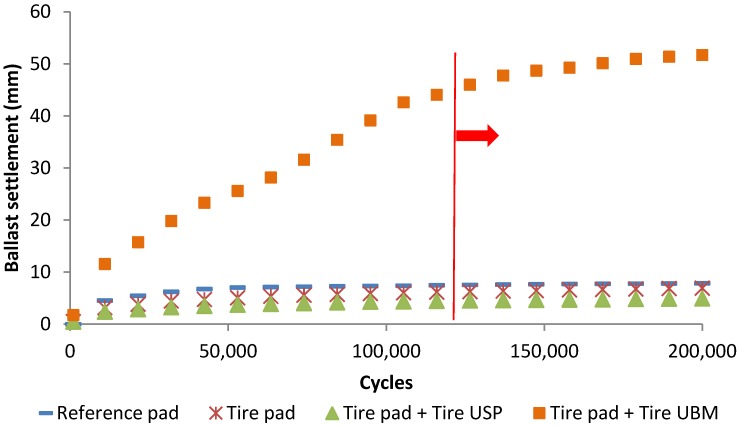 60
50
40
30
20
10
0
Ballast settlement (mm)
0 50,000 100,000 150,000 200,000
Cycles
Reference pad Tire pad Tire pad + Tire USP Tire pad + Tire UBM